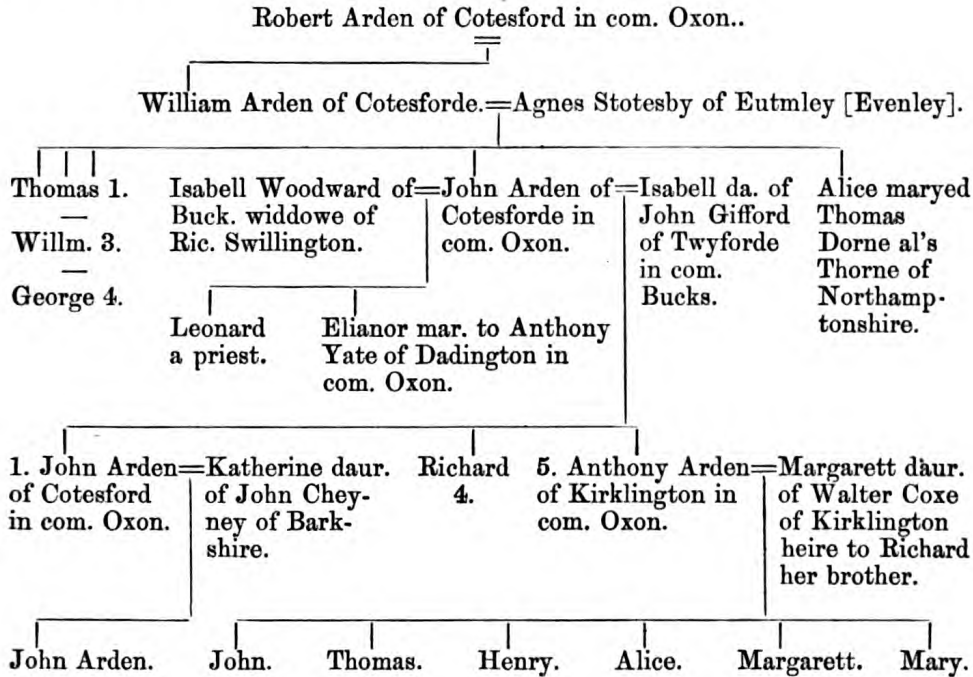 Robert Arden of Cotesford in com. Oxon..
William Arden of Cotesforde.=Agnes Stotesby of Eutmley [Evenley].
Thomas 1.
—
Willm. 3.
—
George 4.
Isabell Woodward of=
Buck. widdowe of
Ric. Swillington.
John Arden of=
Cotesforde in
com. Oxon.
Isabell da. of
John Gifford
of Twyforde
in com.
Bucks.
Alice maryed
Thomas
Dorne al's
Thorne of
Northamp-
tonshire.
Leonard
a priest.
Elianor mar. to Anthony
Yate of Dadington in
com. Oxon.
1. John Arden=
of Cotesford
in com. Oxon.
Katherine daur.
of John Chey-
ney of Bark-
shire.
Richard
4.
5. Anthony Arden=
of Kirklington in
com. Oxon.
Margarett daur.
of Walter Coxe
of Kirklington
heire to Richard
her brother.
John Arden.
John.
Thomas.
Henry.
Alice.
Margarett.
Mary.